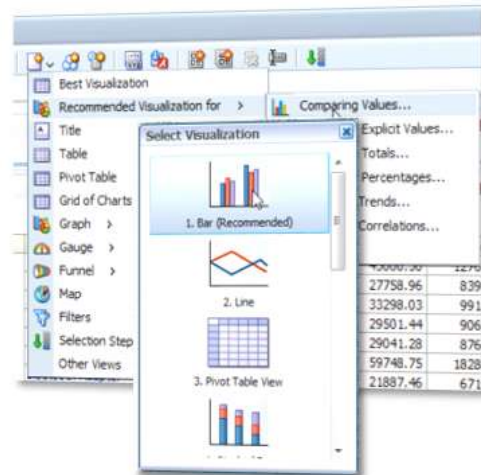 Best Visualization
Recommended Visualization for >
Title
Table
Pivot Table
Grid of Charts
Graph >
Gauge >
Funnel >
Map
Filters
Selection Step
Other Views
Comparing Values...
Explicit Values...
Totals...
Percentages...
Trends...
Correlations...
Select Visualization
1. Bar (Recommended)
2. Line
3. Pivot Table View
27758.96 839
33298.03 991
29501.44 906
29041.28 876
59748.75 1828
21887.46 671